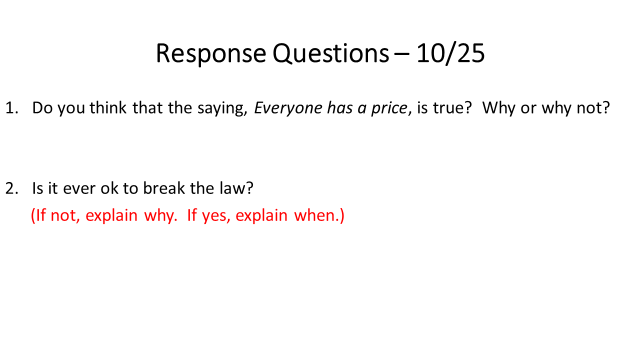 Response Questions – 10/25
1. Do you think that the saying, Everyone has a price, is true?  Why or why not?
2. Is it ever ok to break the law?
(If not, explain why.  If yes, explain when.)